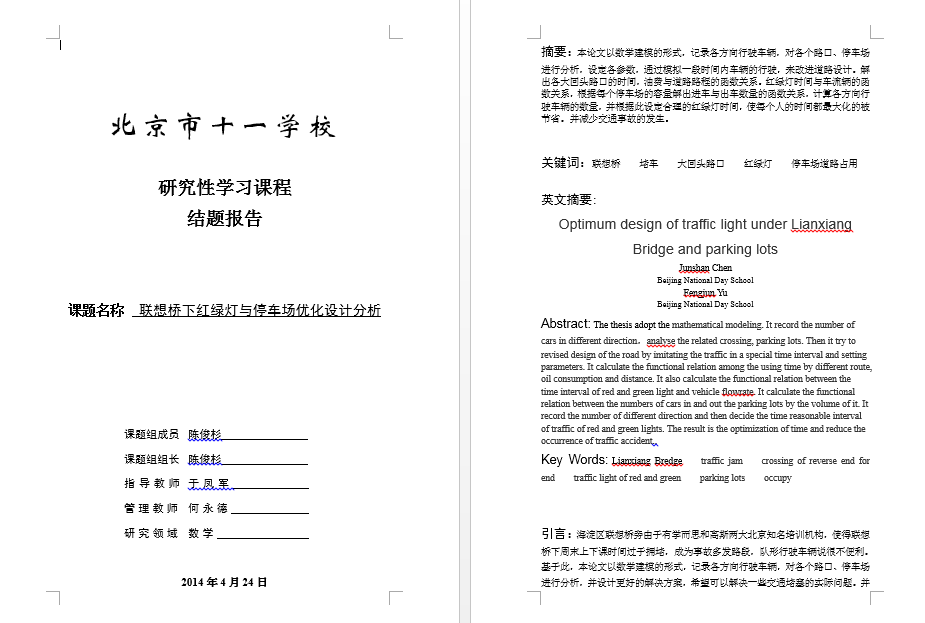 北京市十一学校
研究性学习课程
结题报告
课题名称 联想桥下红绿灯与停车场优化设计分析
课题组成员 陈俊杉
课题组组长 陈俊杉
指导教师 于凤军
管理教师 何永德
研究领域 数学
2014年4月24日
摘要：本论文以数学建模的形式，记录各方向行驶车辆，对各个路口、停车场
进行分析，设定各参数，通过模拟一段时间内车辆的行驶，来改进道路设计。解
出各大回头路口的时间，油费与道路路程的函数关系。红绿灯时间与车流辆的函
数关系，根据每个停车场的容量解出进车与出车数量的函数关系，计算各方向行
驶车辆的数量，并根据此设定合理的红绿灯时间，使每个人的时间都最大化的被
节省。并减少交通事故的发生。
关键词：联想桥 堵车 大回头路口 红绿灯 停车场道路占用
英文摘要：
Optimum design of traffic light under Lianxiang
Bridge and parking lots
Junshan Chen
Beijing National Day School
Fengjun Yu
Beijing National Day School
Abstract: The thesis adopt the mathematical modeling. It record the number of
cars in different direction，analyse the related crossing, parking lots. Then it try to
revised design of the road by imitating the traffic in a special time interval and setting
parameters. It calculate the functional relation among the using time by different route,
oil consumption and distance. It also calculate the functional relation between the
time interval of red and green light and vehicle flowrate. It calculate the functional
relation between the numbers of cars in and out the parking lots by the volume of it. It
record the number of different direction and then decide the time reasonable interval
of traffic of red and green lights. The result is the optimization of time and reduce the
occurrence of traffic accident。
Key Words: Lianxiang Bredge traffic jam crossing of reverse end for
end traffic light of red and green parking lots occupy
引言：海淀区联想桥旁由于有学而思和高斯两大北京知名培训机构，使得联想
桥下周末上下课时间过于拥堵，成为事故多发路段，队形行驶车辆说很不便利。
基于此，本论文以数学建模的形式，记录各方向行驶车辆，对各个路口、停车场
进行分析，并设计更好的解决方案，希望可以解决一些交通堵塞的实际问题。并